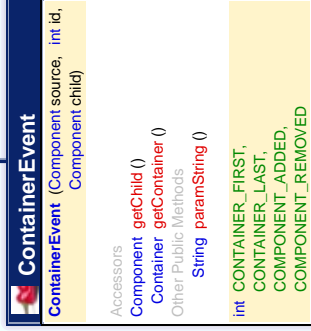 ContainerEvent
ContainerEvent (Component source, int id,
Component child)
Accessors
Component getChild ()
Container getContainer ()
Other Public Methods
String paramString ()
int CONTAINER_FIRST,
CONTAINER_LAST,
COMPONENT_ADDED,
COMPONENT_REMOVED